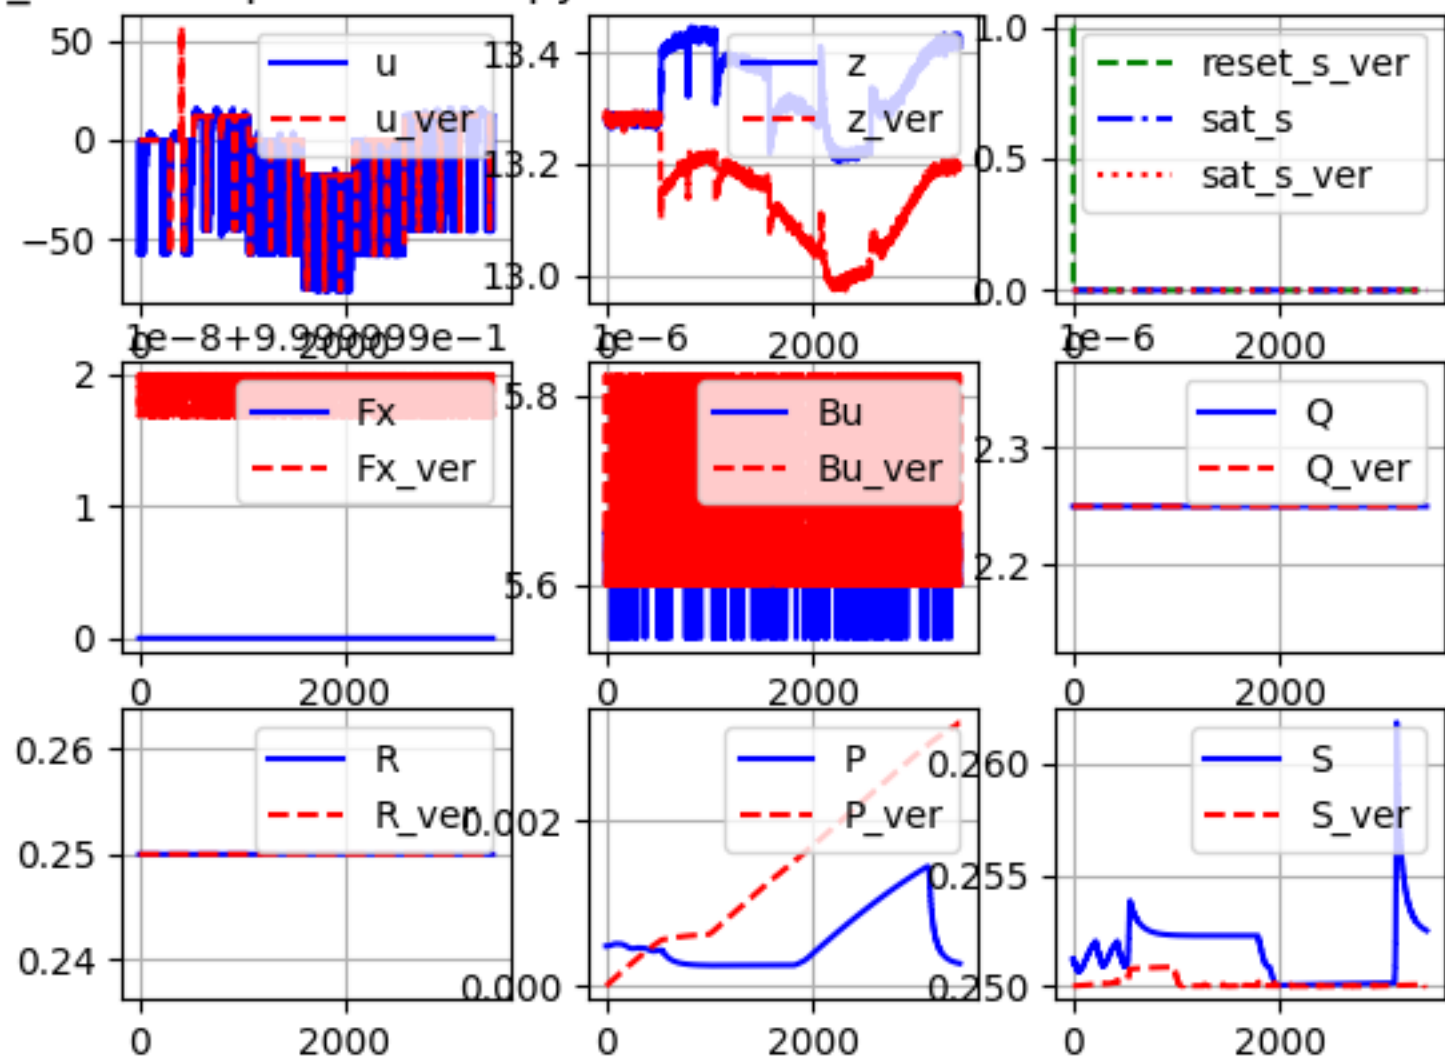 50
0
−50
u
u_ver
0
2000
13.4
13.2
13.0
z
z_ver
0
2000
1.0
0.5
0.0
reset_s_ver
sat_s
sat_s_ver
0
2000
1e−8+9.999999e−1
2
1
0
Fx
Fx_ver
0
2000
1e−6
5.8
5.6
Bu
Bu_ver
0
2000
1e−6
2.3
2.2
Q
Q_ver
0
2000
0.26
0.25
0.24
R
R_ver
0
2000
0.002
0.000
P
P_ver
0
2000
0.260
0.255
0.250
S
S_ver
0
2000